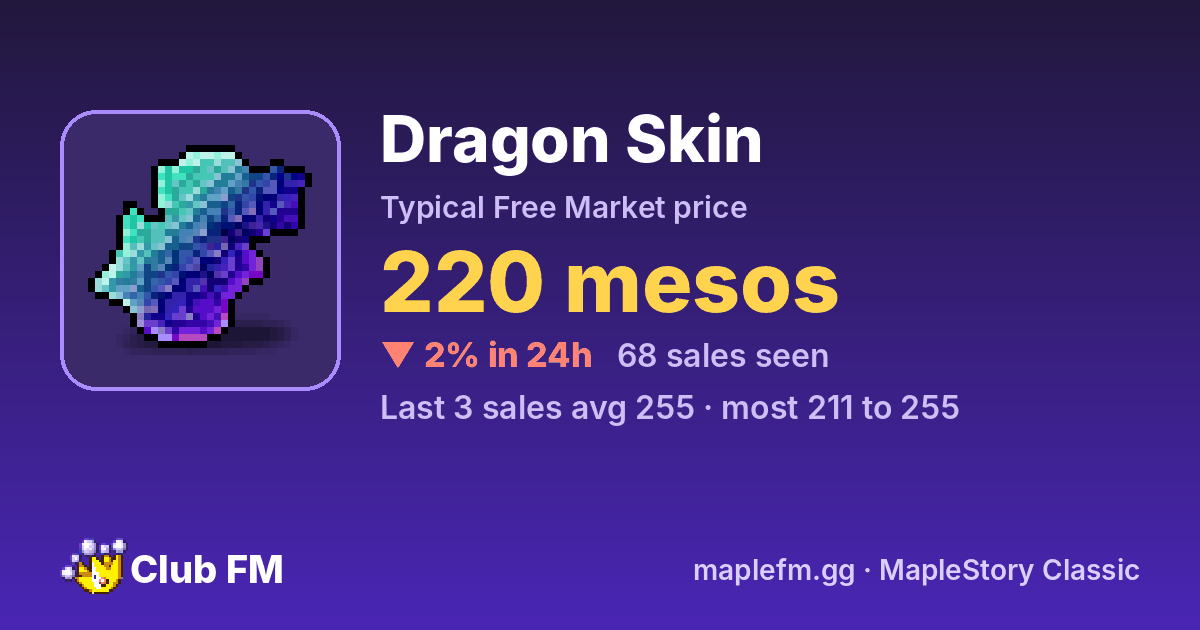 Dragon Skin
Typical Free Market price
220 mesos
▼ 2% in 24h 68 sales seen
Last 3 sales avg 255 · most 211 to 255
Club FM
maplefm.gg · MapleStory Classic